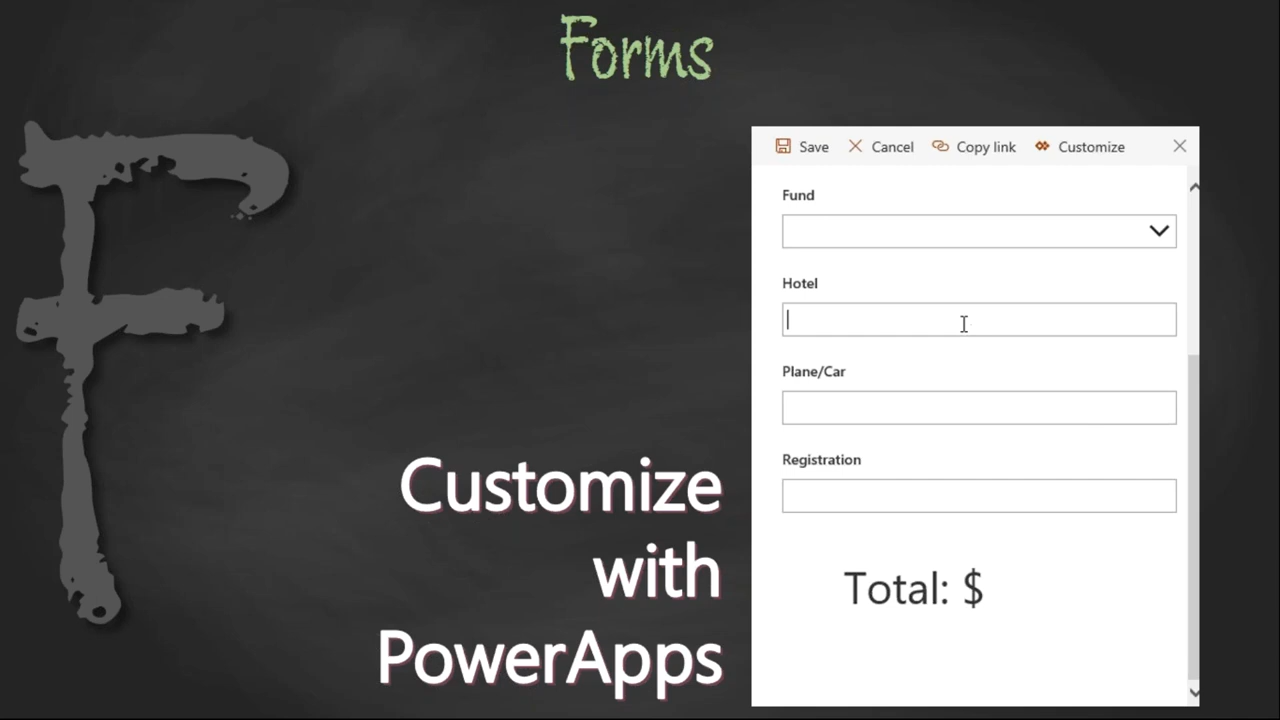 Forms
F
Save Cancel Copy link Customize
Fund
Hotel
Plane/Car
Registration
Total: $
Customize
with
PowerApps